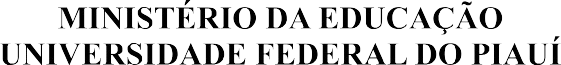 MINISTÉRIO DA EDUCAÇÃO
UNIVERSIDADE FEDERAL DO PIAUÍ